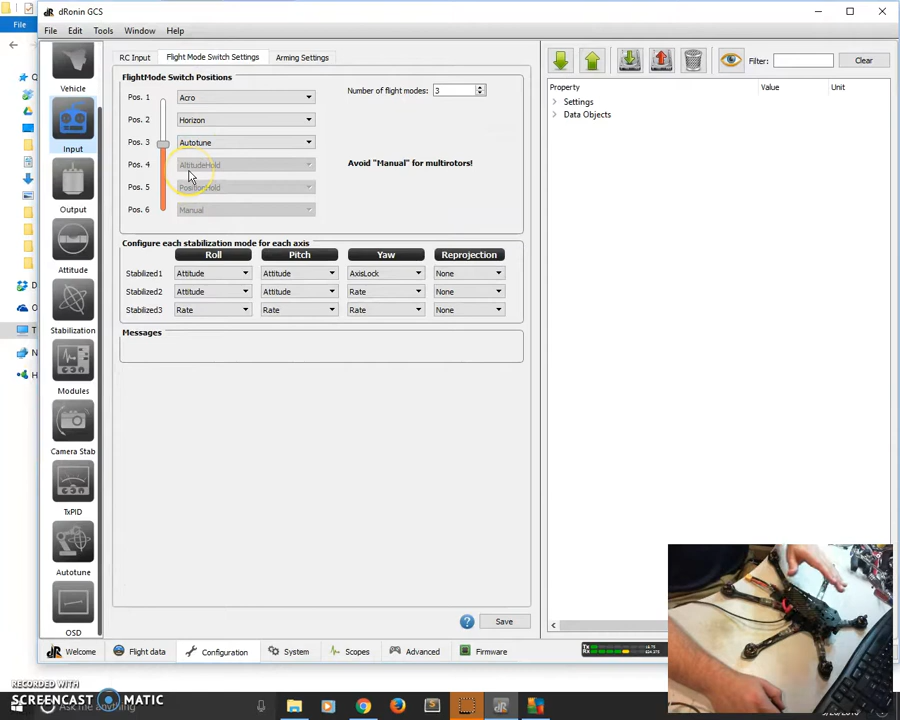 File
dRonin GCS
File Edit Tools Window Help
Vehicle
Input
Output
Attitude
Stabilization
Modules
Camera Stab
TxPID
Autotune
OSD
RC Input Flight Mode Switch Settings Arming Settings
FlightMode Switch Positions
Pos. 1 Acro
Pos. 2 Horizon
Pos. 3 Autotune
Pos. 4 AltitudeHold
Pos. 5 PositionHold
Pos. 6 Manual
Number of flight modes: 3
Avoid "Manual" for multirotors!
Configure each stabilization mode for each axis
Roll Pitch Yaw Reprojection
Stabilized1 Attitude Attitude AxisLock None
Stabilized2 Attitude Attitude Rate None
Stabilized3 Rate Rate Rate None
Messages
? Save
Filter: Clear
Property Value Unit
Settings
Data Objects
Welcome Flight data Configuration System Scopes Advanced Firmware
Tx
Rx
RECORDED WITH
SCREENCAST MATIC
me anything